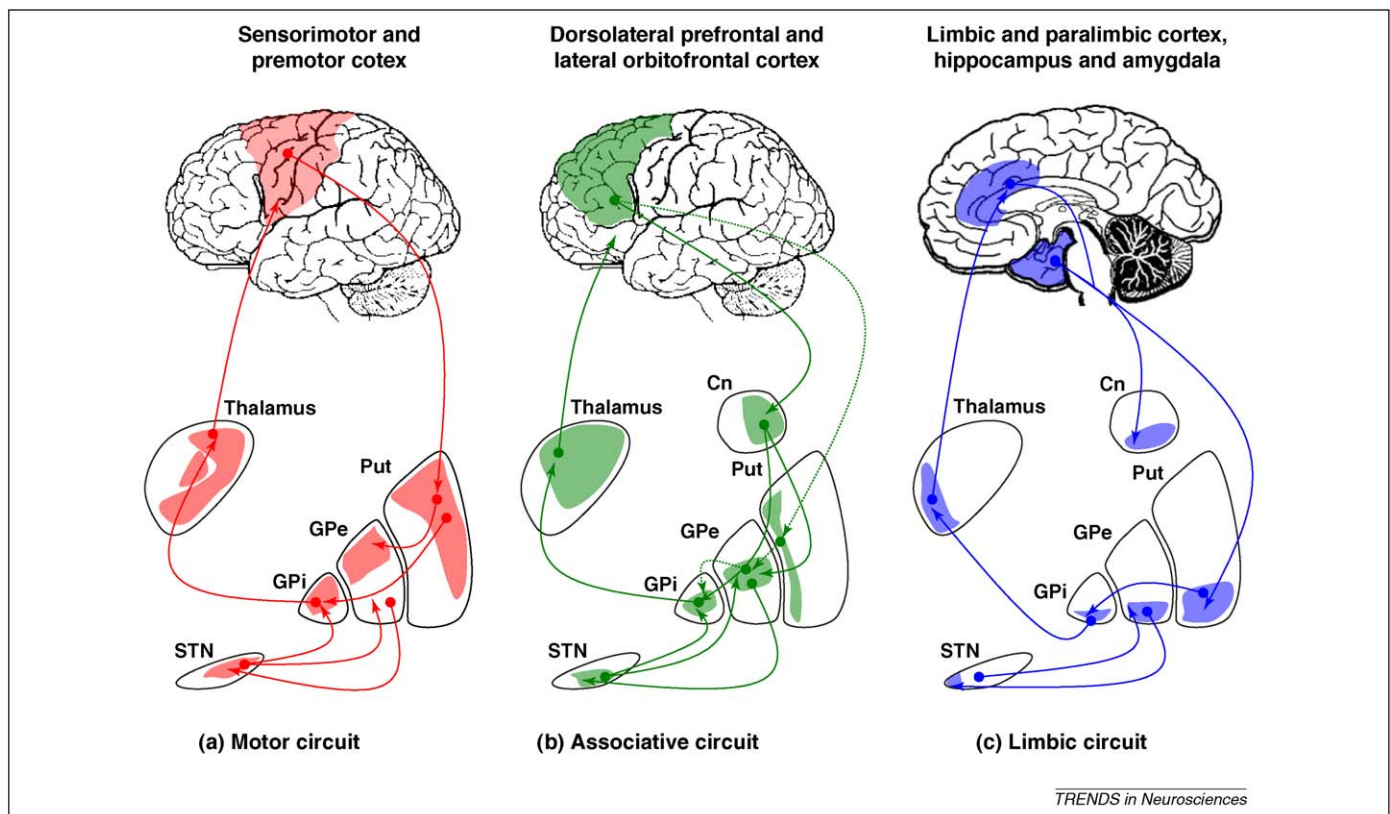 Sensorimotor and
premotor cotex
Dorsolateral prefrontal and
lateral orbitofrontal cortex
Limbic and paralimbic cortex,
hippocampus and amygdala
Thalamus
Put
GPe
GPi
STN
Cn
Put
GPe
GPi
STN
Thalamus
Cn
Put
GPe
GPi
STN
(a) Motor circuit
(b) Associative circuit
(c) Limbic circuit
TRENDS in Neurosciences